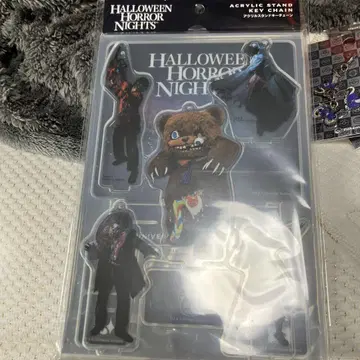 HALLOWEEN
HORROR
NIGHTS
ACRYLIC STAND
KEY CHAIN
アクリルスタンドキーチェーン
HALLOWEEN
HORROR
NIGHTS